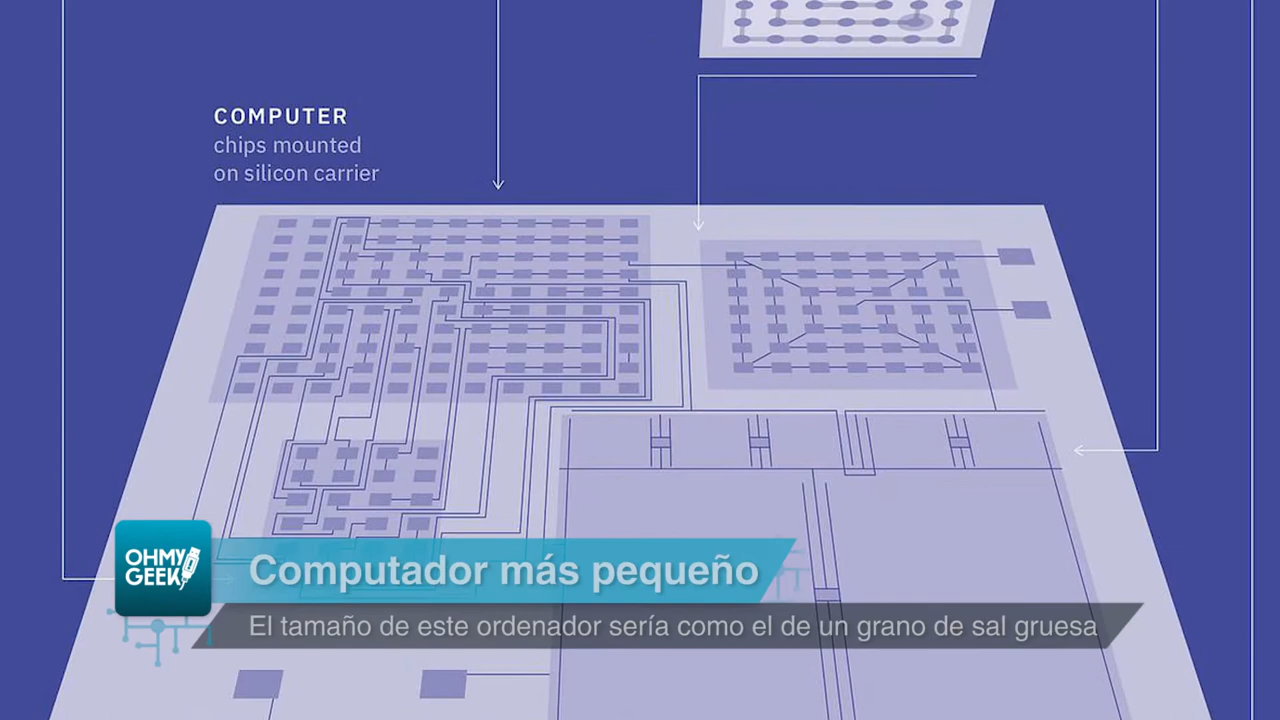 COMPUTER
chips mounted
on silicon carrier
OHMY
GEEK
Computador más pequeño
El tamaño de este ordenador sería como el de un grano de sal gruesa